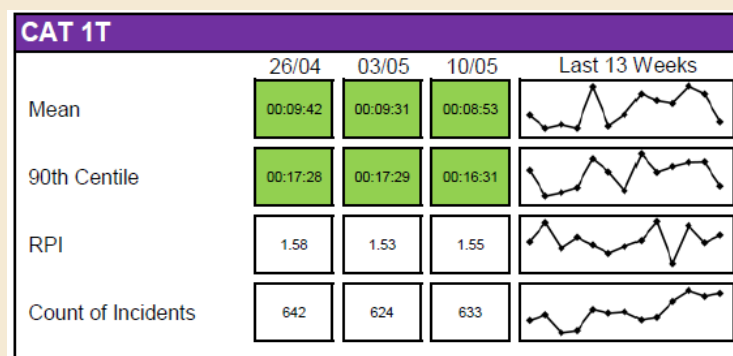 CAT 1T
26/04 03/05 10/05 Last 13 Weeks
Mean 00:09:42 00:09:31 00:08:53
90th Centile 00:17:28 00:17:29 00:16:31
RPI 1.58 1.53 1.55
Count of Incidents 642 624 633